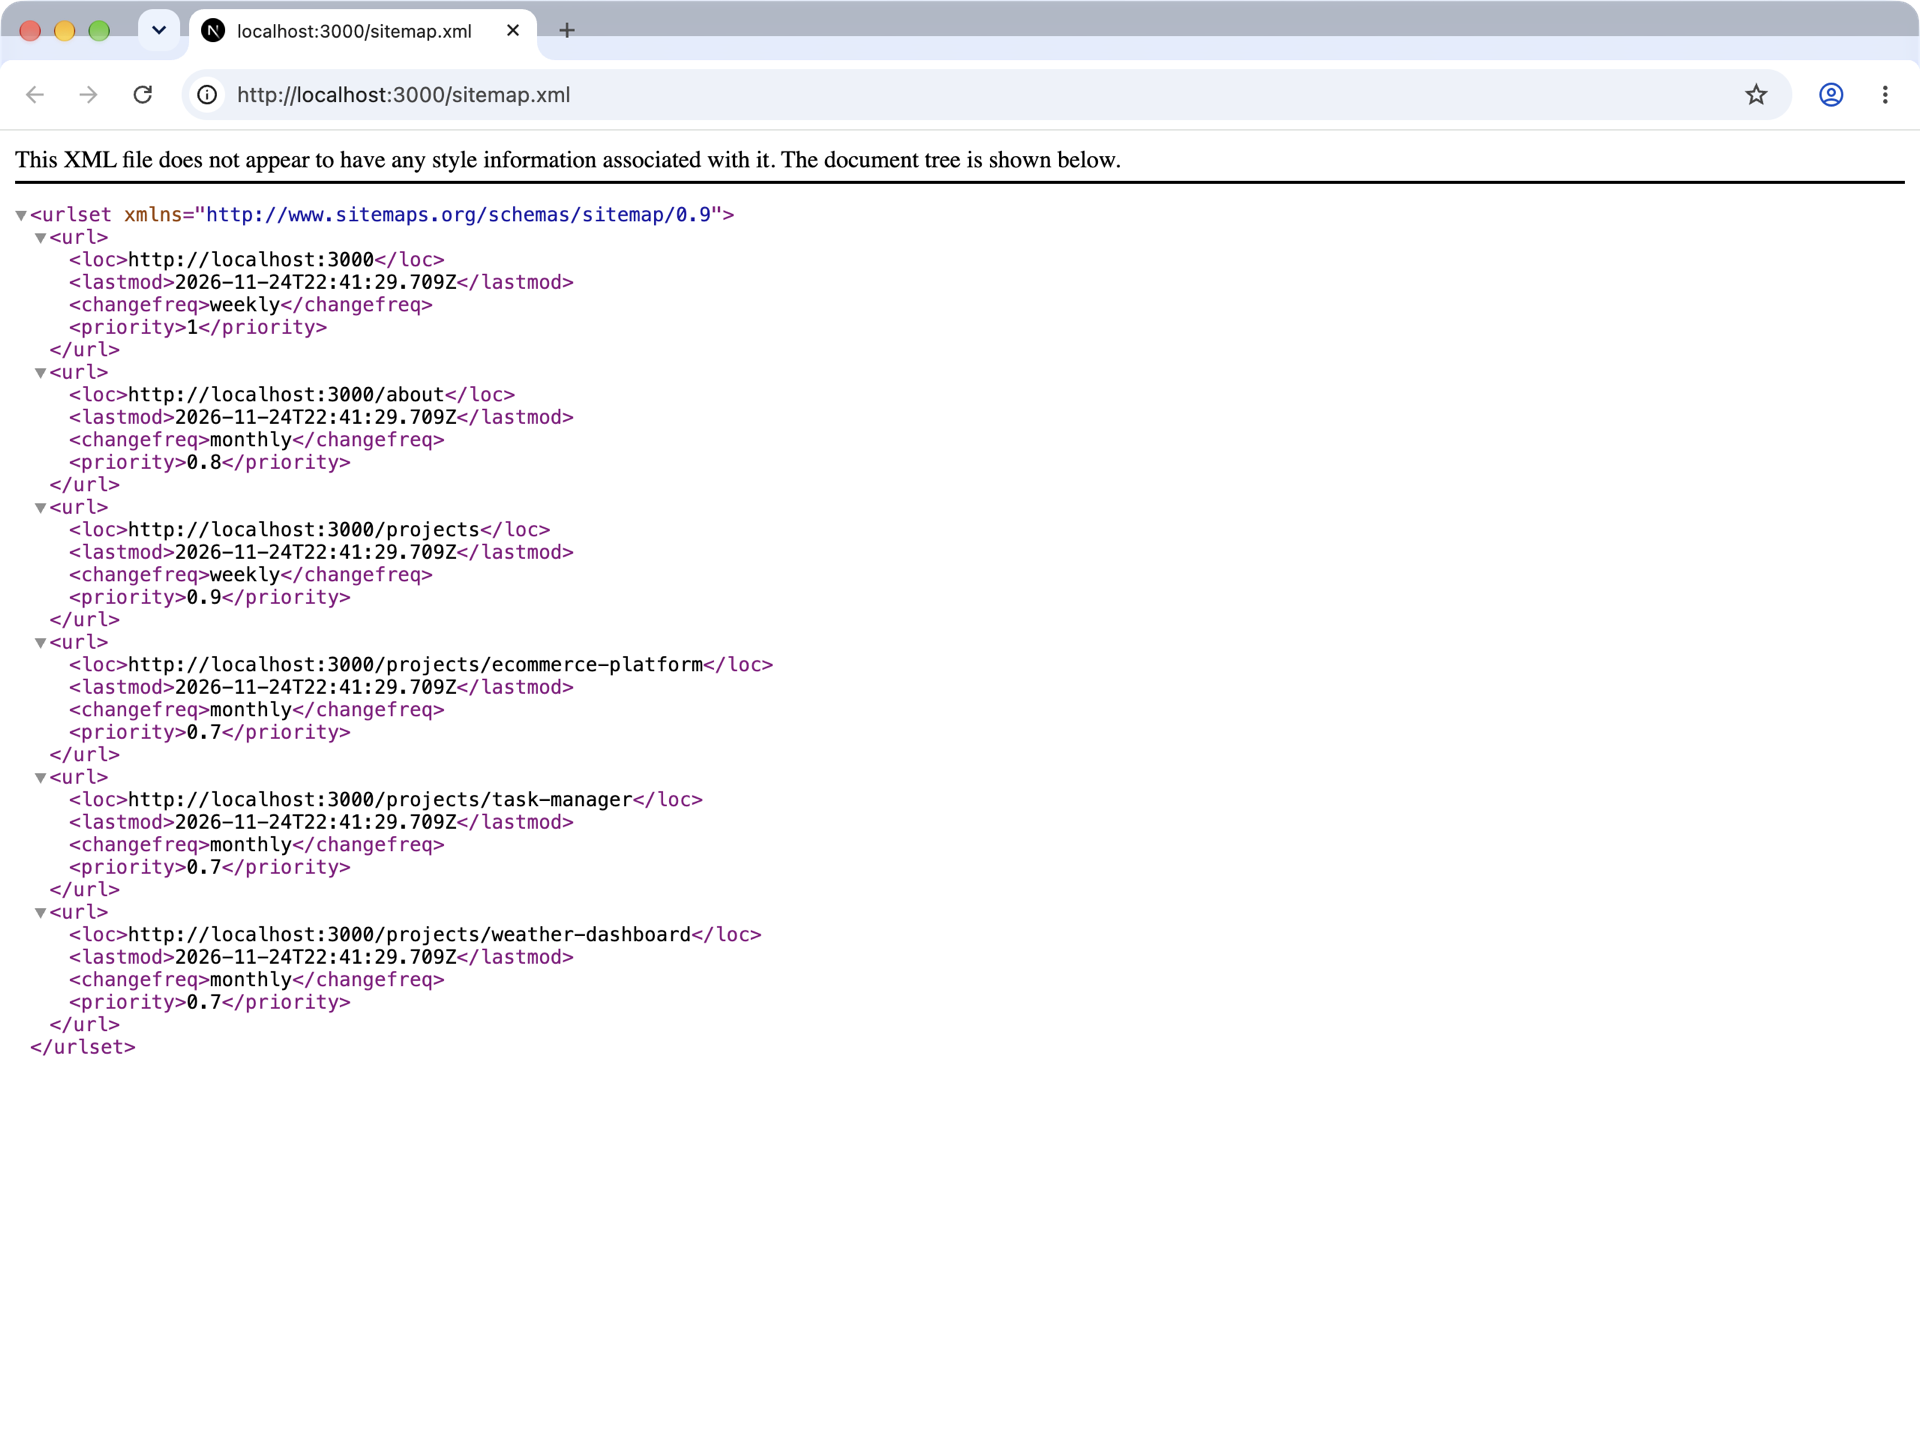 localhost:3000/sitemap.xml
http://localhost:3000/sitemap.xml
This XML file does not appear to have any style information associated with it. The document tree is shown below.
<urlset xmlns="http://www.sitemaps.org/schemas/sitemap/0.9">
<url>
<loc>http://localhost:3000</loc>
<lastmod>2026-11-24T22:41:29.709Z</lastmod>
<changefreq>weekly</changefreq>
<priority>1</priority>
</url>
<url>
<loc>http://localhost:3000/about</loc>
<lastmod>2026-11-24T22:41:29.709Z</lastmod>
<changefreq>monthly</changefreq>
<priority>0.8</priority>
</url>
<url>
<loc>http://localhost:3000/projects</loc>
<lastmod>2026-11-24T22:41:29.709Z</lastmod>
<changefreq>weekly</changefreq>
<priority>0.9</priority>
</url>
<url>
<loc>http://localhost:3000/projects/ecommerce-platform</loc>
<lastmod>2026-11-24T22:41:29.709Z</lastmod>
<changefreq>monthly</changefreq>
<priority>0.7</priority>
</url>
<url>
<loc>http://localhost:3000/projects/task-manager</loc>
<lastmod>2026-11-24T22:41:29.709Z</lastmod>
<changefreq>monthly</changefreq>
<priority>0.7</priority>
</url>
<url>
<loc>http://localhost:3000/projects/weather-dashboard</loc>
<lastmod>2026-11-24T22:41:29.709Z</lastmod>
<changefreq>monthly</changefreq>
<priority>0.7</priority>
</url>
</urlset>